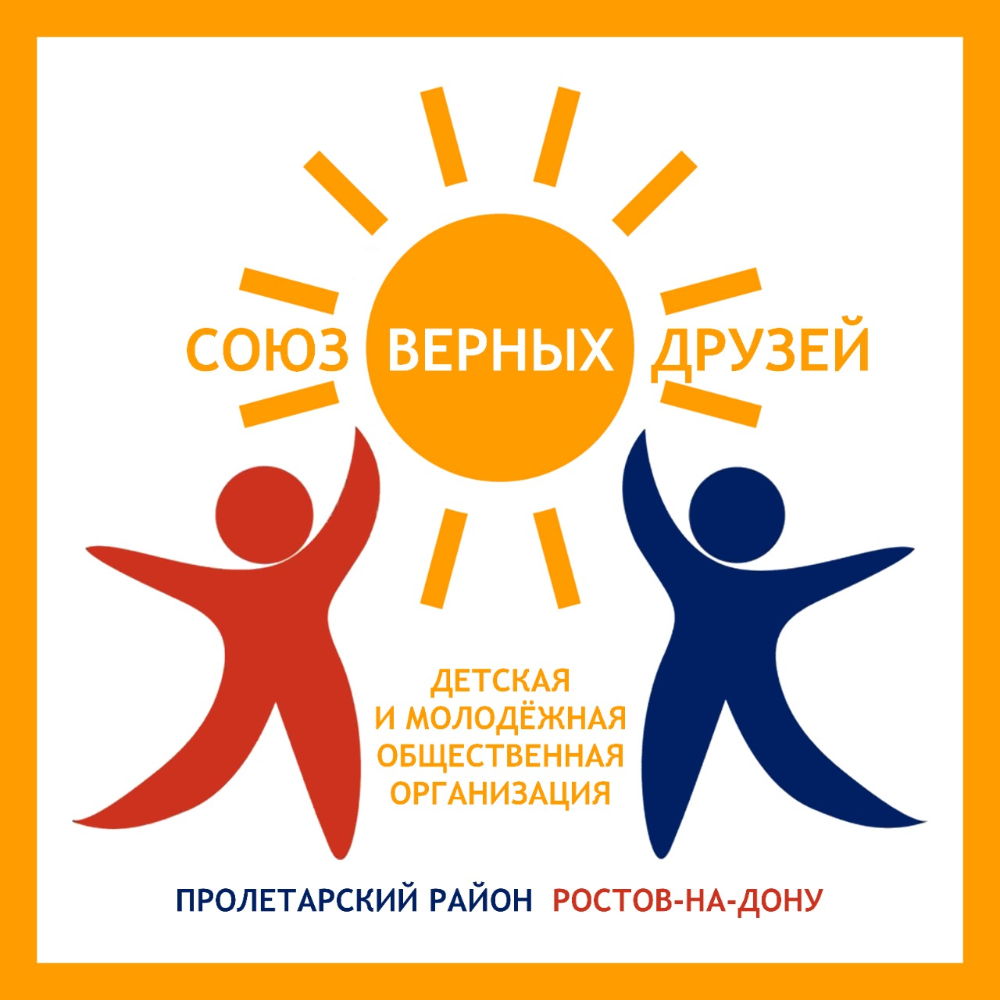 СОЮЗ ВЕРНЫХ ДРУЗЕЙ
ДЕТСКАЯ
И МОЛОДЁЖНАЯ
ОБЩЕСТВЕННАЯ
ОРГАНИЗАЦИЯ
ПРОЛЕТАРСКИЙ РАЙОН РОСТОВ-НА-ДОНУ